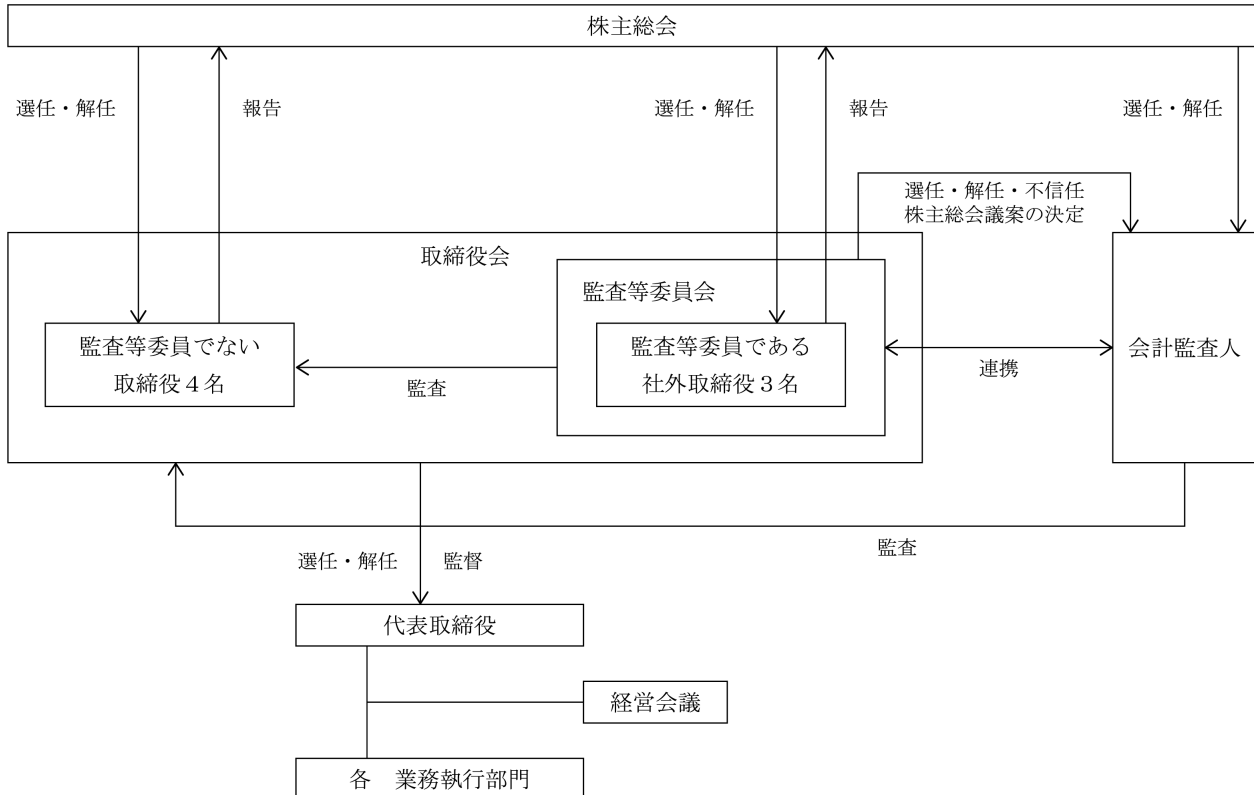 株主総会
選任・解任
報告
選任・解任
報告
選任・解任
選任・解任・不信任
株主総会議案の決定
取締役会
監査等委員会
監査等委員でない
取締役4名
監査
監査等委員である
社外取締役3名
連携
会計監査人
監査
選任・解任
監督
代表取締役
経営会議
各　業務執行部門